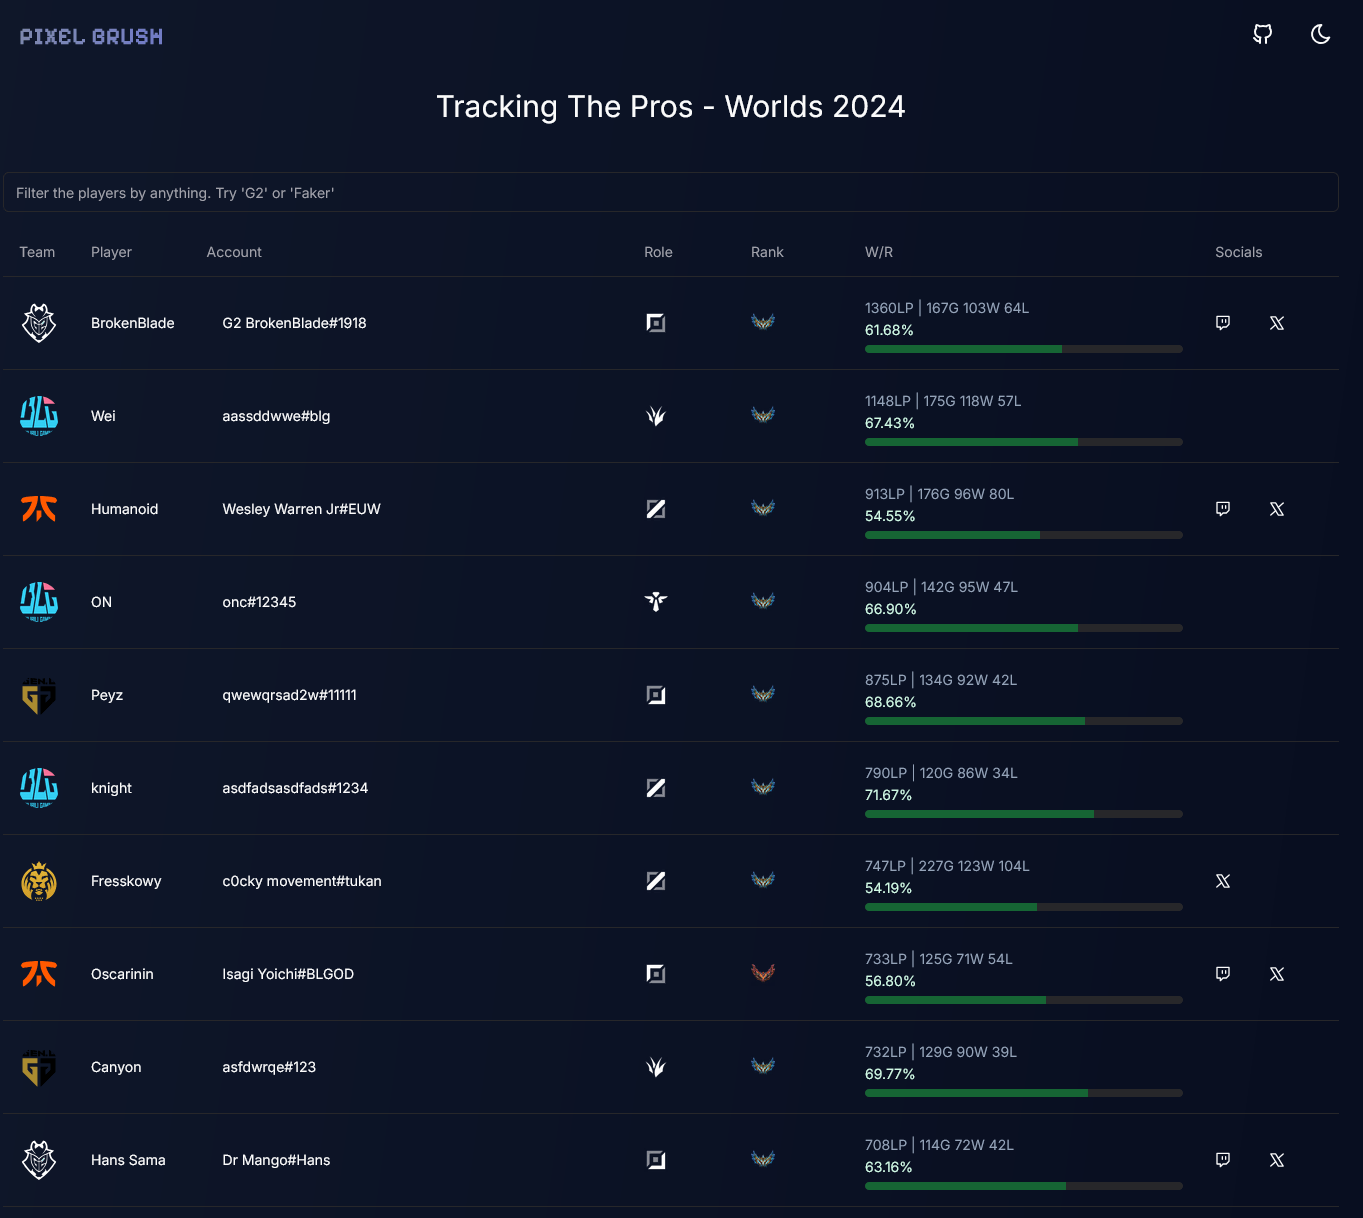 PIXEL BRUSH
Tracking The Pros - Worlds 2024
Filter the players by anything. Try 'G2' or 'Faker'
Team Player Account Role Rank W/R Socials
BrokenBlade G2 BrokenBlade#1918
1360LP | 167G 103W 64L
61.68%
BLG
Wei aassddwwe#blg
1148LP | 175G 118W 57L
67.43%
Humanoid Wesley Warren Jr#EUW
913LP | 176G 96W 80L
54.55%
BLG
ON onc#12345
904LP | 142G 95W 47L
66.90%
Peyz qwewqrsad2w#11111
875LP | 134G 92W 42L
68.66%
BLG
knight asdfadsasdfads#1234
790LP | 120G 86W 34L
71.67%
Fresskowy c0cky movement#tukan
747LP | 227G 123W 104L
54.19%
Oscarinin Isagi Yoichi#BLGOD
733LP | 125G 71W 54L
56.80%
Canyon asfdwrqe#123
732LP | 129G 90W 39L
69.77%
Hans Sama Dr Mango#Hans
708LP | 114G 72W 42L
63.16%